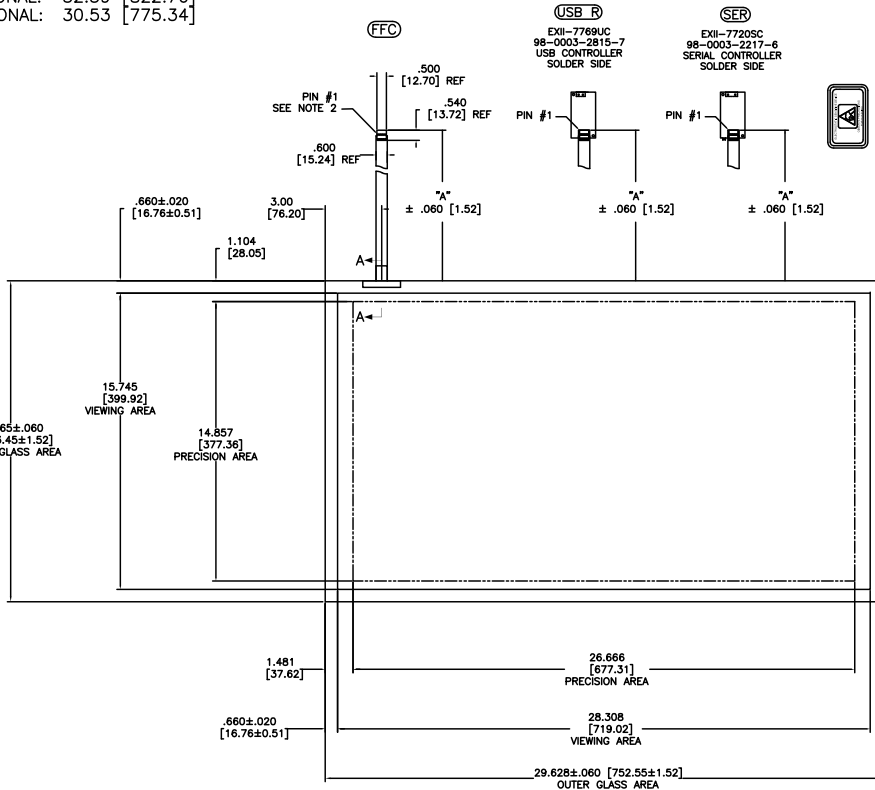 ONAL: 30.53 [775.34]
FFC
USB R
EXII-7769UC
98-0003-2815-7
USB CONTROLLER
SOLDER SIDE
SER
EXII-7720SC
98-0003-2217-6
SERIAL CONTROLLER
SOLDER SIDE
.500
[12.70] REF
PIN #1
SEE NOTE 2
.540
[13.72] REF
PIN #1
PIN #1
.600
[15.24] REF
"A"
± .060 [1.52]
"A"
± .060 [1.52]
"A"
± .060 [1.52]
.660±.020
[16.76±0.51]
3.00
[76.20]
1.104
[28.05]
A
A
15.745
[399.92]
VIEWING AREA
65±.060
.45±1.52]
GLASS AREA
14.857
[377.36]
PRECISION AREA
1.481
[37.62]
26.666
[677.31]
PRECISION AREA
.660±.020
[16.76±0.51]
28.308
[719.02]
VIEWING AREA
29.628±.060 [752.55±1.52]
OUTER GLASS AREA